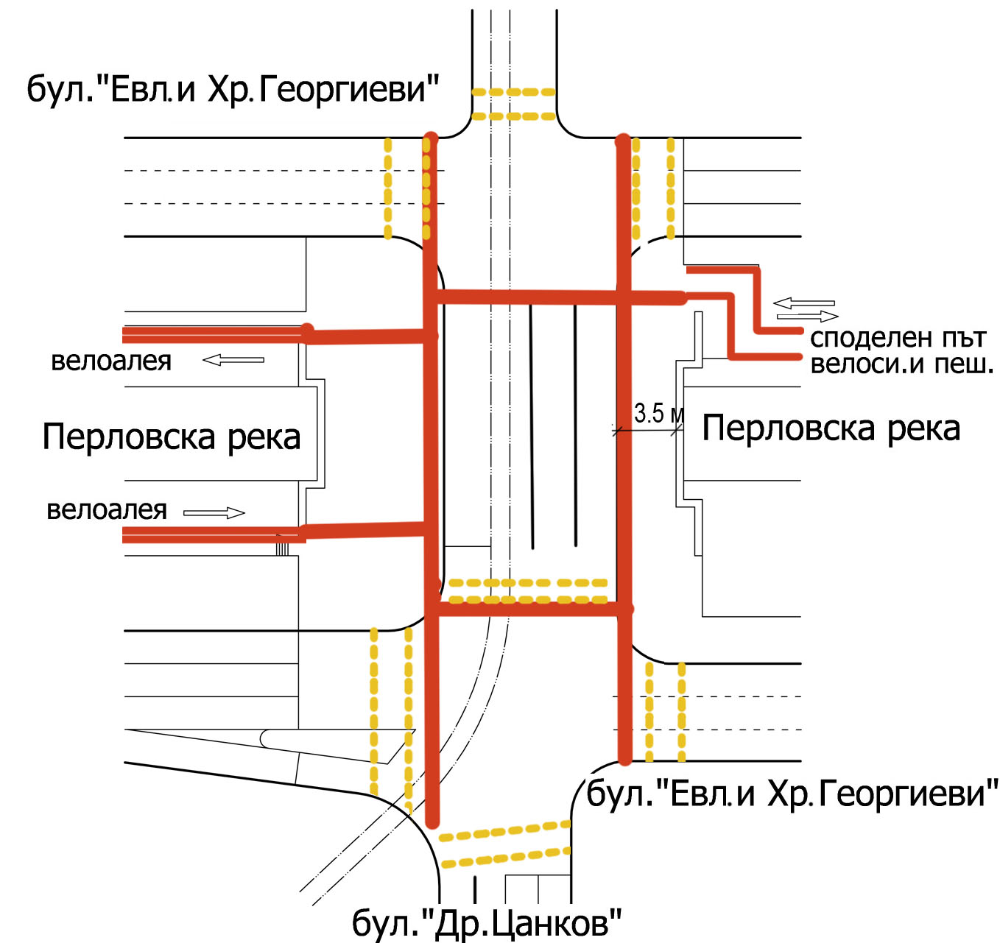 бул."Евл.и Хр.Георгиеви"
споделен път
велоси.и пеш.
велоалея
3.5 м
Перловска река
Перловска река
велоалея
бул."Евл.и Хр.Георгиеви"
бул."Др.Цанков"